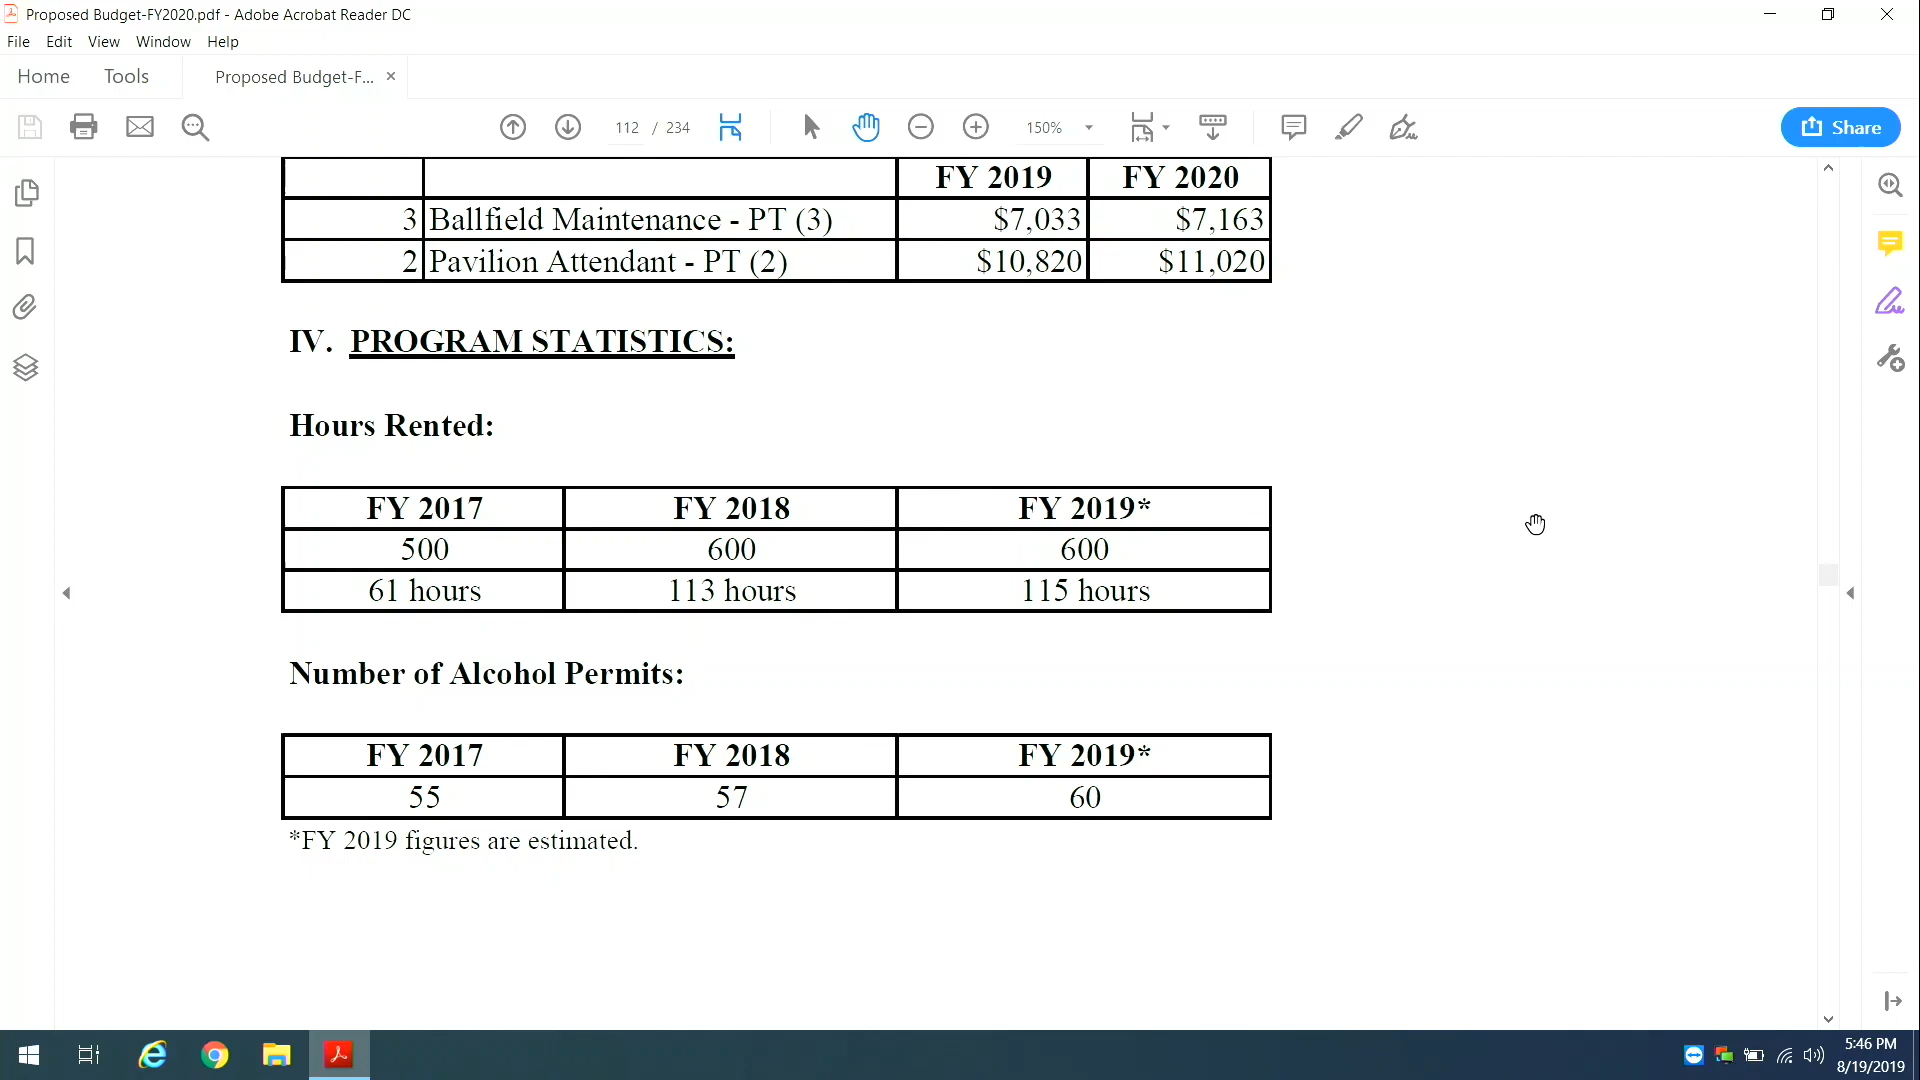 Proposed Budget-FY2020.pdf - Adobe Acrobat Reader DC
File Edit View Window Help
Home Tools Proposed Budget-F... ×
112 / 234 150% Share
FY 2019 FY 2020
3 Ballfield Maintenance - PT (3) $7,033 $7,163
2 Pavilion Attendant - PT (2) $10,820 $11,020
IV. PROGRAM STATISTICS:
Hours Rented:
FY 2017 FY 2018 FY 2019*
500 600 600
61 hours 113 hours 115 hours
Number of Alcohol Permits:
FY 2017 FY 2018 FY 2019*
55 57 60
*FY 2019 figures are estimated.
5:46 PM
8/19/2019